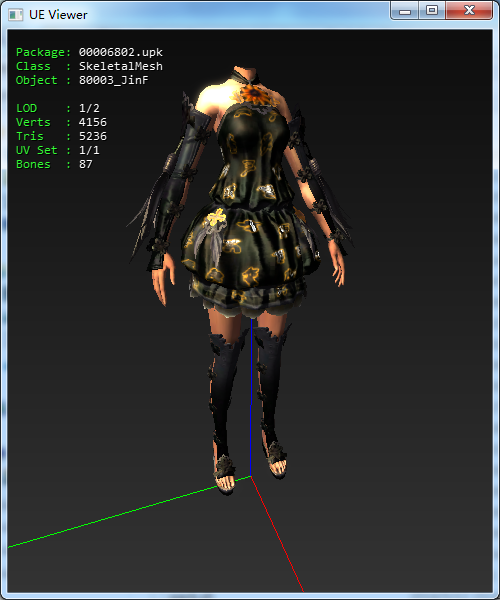 UE Viewer
Package: 00006802.upk
Class  : SkeletalMesh
Object : 80003_JinF
LOD    : 1/2
Verts  : 4156
Tris   : 5236
UV Set : 1/1
Bones  : 87